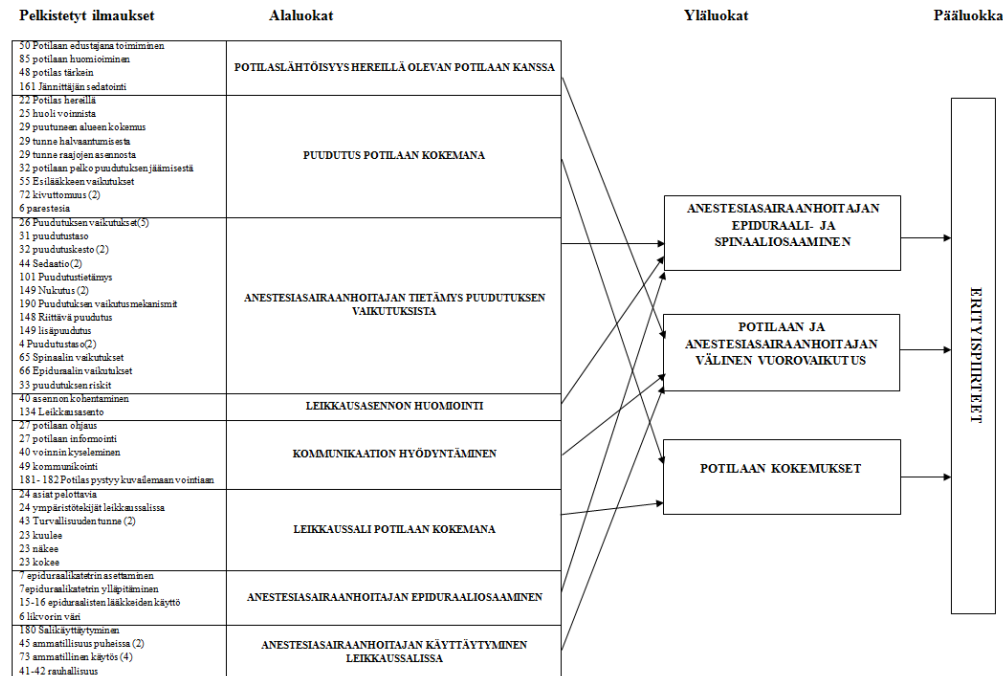 Pelkistetyt ilmaukset
Alaluokat
Yläluokat
Pääluokka
50 Potilaan edustajana toimiminen
85 potilaan huomioiminen
48 potilas tärkein
161 Jännittäjän sedatointi
POTILASLÄHTÖISYYS HEREILLÄ OLEVAN POTILAAN KANSSA
22 Potilas hereillä
25 huoli voinnista
29 puutuneen alueen kokemus
29 tunne halvaantumisesta
29 tunne raajojen asennosta
32 potilaan pelko puudutuksen jäämisestä
55 Esilääkkeen vaikutukset
72 kivuttomuus (2)
6 parestesia
PUUDUTUS POTILAAN KOKEMANA
26 Puudutuksen vaikutukset(5)
31 puudutustaso
32 puudutuskesto (2)
44 Sedaatio (2)
101 Puudutustietämys
149 Nukutus (2)
190 Puudutuksen vaikutusmekanismit
148 Riittävä puudutus
149 lisäpuudutus
4 Puudutustaso(2)
65 Spinaalin vaikutukset
66 Epiduraalin vaikutukset
33 puudutuksen riskit
ANESTESIASAIRAANHOITAJAN TIETÄMYS PUUDUTUKSEN
VAIKUTUKSISTA
40 asennon kohentaminen
134 Leikkausasento
LEIKKAUSASENNON HUOMIOINTI
27 potilaan ohjaus
27 potilaan informointi
40 voinnin kyseleminen
49 kommunikointi
181- 182 Potilas pystyy kuvailemaan vointiaan
KOMMUNIKAATION HYÖDYNTÄMINEN
24 asiat pelottavia
24 ympäristötekijät leikkaussalissa
43 Turvallisuuden tunne (2)
23 kuulee
23 näkee
23 kokee
LEIKKAUSSALI POTILAAN KOKEMANA
7 epiduraalikatetrin asettaminen
7epiduraalikatetrin ylläpitäminen
15-16 epiduraalisten lääkkeiden käyttö
6 likvorin väri
ANESTESIASAIRAANHOITAJAN EPIDURAALIOSAAMINEN
180 Salikäyttäytyminen
45 ammatillisuus puheissa (2)
73 ammatillinen käytös (4)
41-42 rauhallisuus
ANESTESIASAIRAANHOITAJAN KÄYTTÄYTYMINEN
LEIKKAUSSALISSA
ANESTESIASAIRAANHOITAJAN
EPIDURAALI- JA
SPINAALIOSAAMINEN
POTILAAN JA
ANESTESIASAIRAANHOITAJAN
VÄLINEN VUOROVAIKUTUS
POTILAAN KOKEMUKSET
ERITYISPIIRTEET